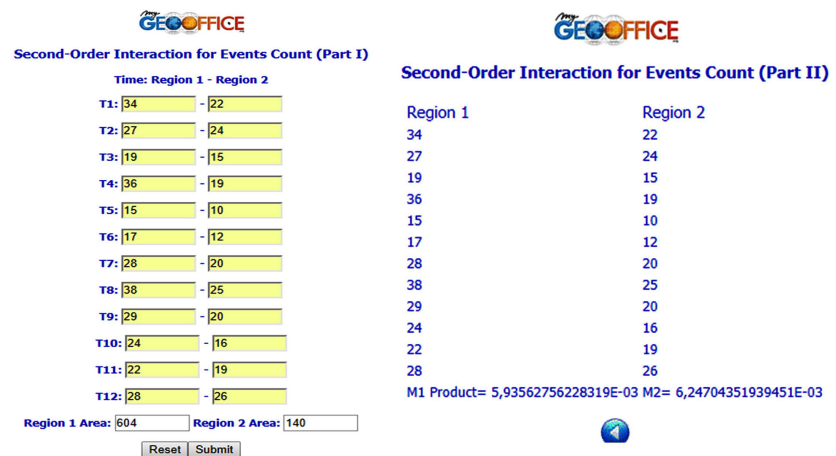 my
GEOOFFICE
Second-Order Interaction for Events Count (Part I)
Time: Region 1 - Region 2
T1: 34 - 22
T2: 27 - 24
T3: 19 - 15
T4: 36 - 19
T5: 15 - 10
T6: 17 - 12
T7: 28 - 20
T8: 38 - 25
T9: 29 - 20
T10: 24 - 16
T11: 22 - 19
T12: 28 - 26
Region 1 Area: 604 Region 2 Area: 140
Reset Submit
my
GEOOFFICE
Second-Order Interaction for Events Count (Part II)
Region 1 Region 2
34 22
27 24
19 15
36 19
15 10
17 12
28 20
38 25
29 20
24 16
22 19
28 26
M1 Product= 5,93562756228319E-03 M2= 6,24704351939451E-03